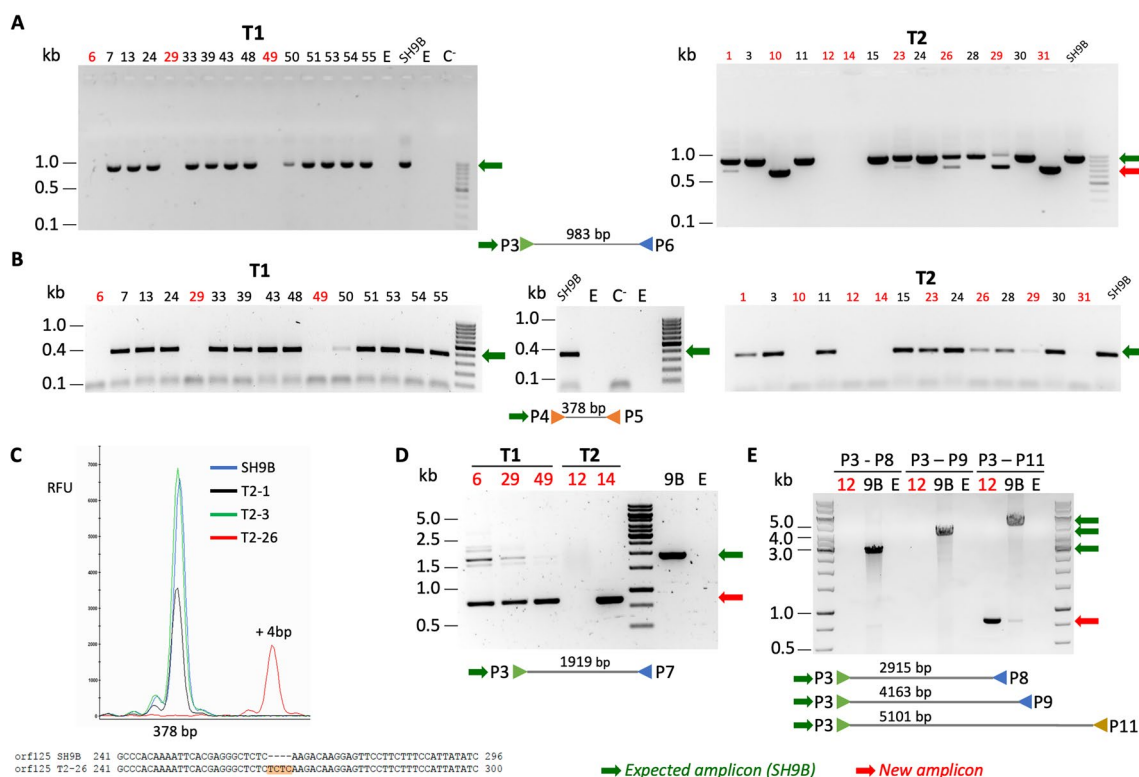 A
T1
kb 6 7 13 24 29 33 39 43 48 49 50 51 53 54 55 E SH9B E C-
1.0
0.5
0.1
T2
kb 1 3 10 11 12 14 15 23 24 26 28 29 30 31 SH9B
1.0
0.5
0.1
983 bp
P3 P6
B
T1
kb 6 7 13 24 29 33 39 43 48 49 50 51 53 54 55
1.0
0.4
0.1
kb SH9B E C- E
1.0
0.4
0.1
T2
kb 1 3 10 11 12 14 15 23 24 26 28 29 30 31 SH9B
1.0
0.4
0.1
378 bp
P4 P5
C
RFU
7000
6000
5000
4000
3000
2000
1000
0
SH9B
T2-1
T2-3
T2-26
+ 4bp
378 bp
D
T1 T2
kb 6 29 49 12 14 9B E
5.0
2.5
1.5
1.0
0.5
1919 bp
P3 P7
E
P3 – P8 P3 – P9 P3 – P11
kb 12 9B E 12 9B E 12 9B E
5.0
4.0
3.0
1.0
0.5
2915 bp
P3 P8
4163 bp
P3 P9
5101 bp
P3 P11
orf125 SH9B 241 GCCCACAAAATTCACGAGGGCTCTC----AAGACAAGGAGTTCCTTCTTTCCATTATATC 296
orf125 T2-26 241 GCCCACAAAATTCACGAGGGCTCTCTCTCAAGACAAGGAGTTCCTTCTTTCCATTATATC 300
Expected amplicon (SH9B) New amplicon